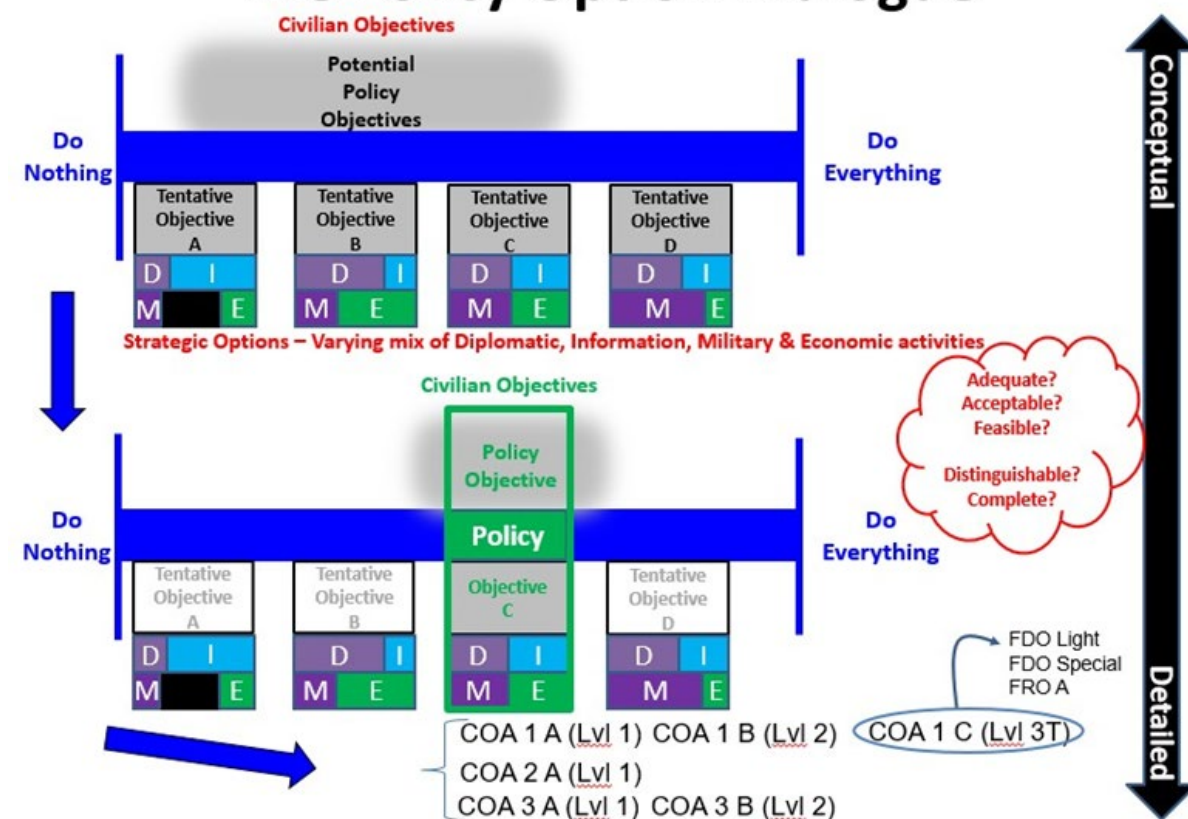 Civilian Objectives
Potential
Policy
Objectives
Do
Nothing
Do
Everything
Tentative
Objective
A
Tentative
Objective
B
Tentative
Objective
C
Tentative
Objective
D
D I
M E
D I
M E
D I
M E
D I
M E
Strategic Options – Varying mix of Diplomatic, Information, Military & Economic activities
Civilian Objectives
Policy
Objective
Policy
Do
Nothing
Do
Everything
Tentative
Objective
A
Tentative
Objective
B
Objective
C
Tentative
Objective
D
D I
M E
D I
M E
D I
M E
D I
M E
Adequate?
Acceptable?
Feasible?
Distinguishable?
Complete?
FDO Light
FDO Special
FRO A
COA 1 A (Lvl 1) COA 1 B (Lvl 2)
COA 1 C (Lvl 3T)
COA 2 A (Lvl 1)
COA 3 A (Lvl 1) COA 3 B (Lvl 2)
Conceptual
Detailed